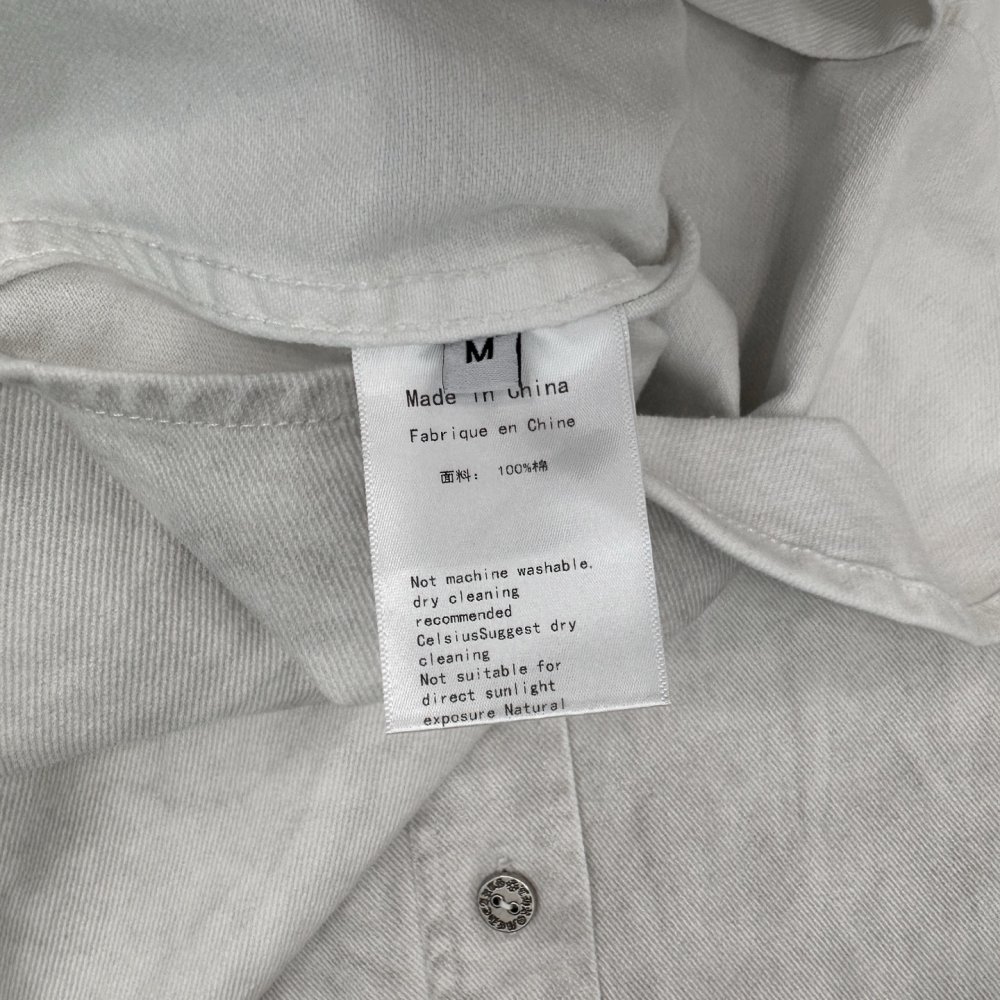 M
Made in China
Fabrique en Chine
面料: 100%棉
Not machine washable.
dry cleaning
recommended
CelsiusSuggest dry
cleaning
Not suitable for
direct sunlight
exposure Natural